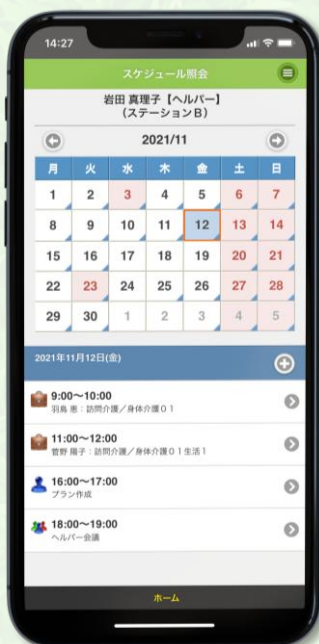 14:27
スケジュール照会
岩田 真理子【ヘルパー】
（ステーションB）
2021/11
月 火 水 木 金 土 日
1 2 3 4 5 6 7
8 9 10 11 12 13 14
15 16 17 18 19 20 21
22 23 24 25 26 27 28
29 30 1 2 3 4 5
2021年11月12日(金)
9:00〜10:00
羽鳥 恵：訪問介護／身体介護０１
11:00〜12:00
菅野 陽子：訪問介護／身体介護０１生活１
16:00〜17:00
プラン作成
18:00〜19:00
ヘルパー会議
ホーム